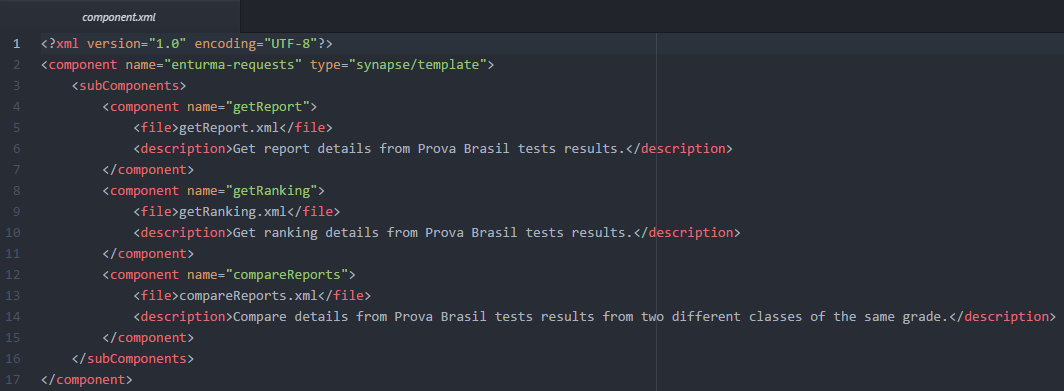 component.xml
1 <?xml version="1.0" encoding="UTF-8"?>
2 <component name="enturma-requests" type="synapse/template">
3     <subComponents>
4         <component name="getReport">
5             <file>getReport.xml</file>
6             <description>Get report details from Prova Brasil tests results.</description>
7         </component>
8         <component name="getRanking">
9             <file>getRanking.xml</file>
10             <description>Get ranking details from Prova Brasil tests results.</description>
11         </component>
12         <component name="compareReports">
13             <file>compareReports.xml</file>
14             <description>Compare details from Prova Brasil tests results from two different classes of the same grade.</description>
15         </component>
16     </subComponents>
17 </component>